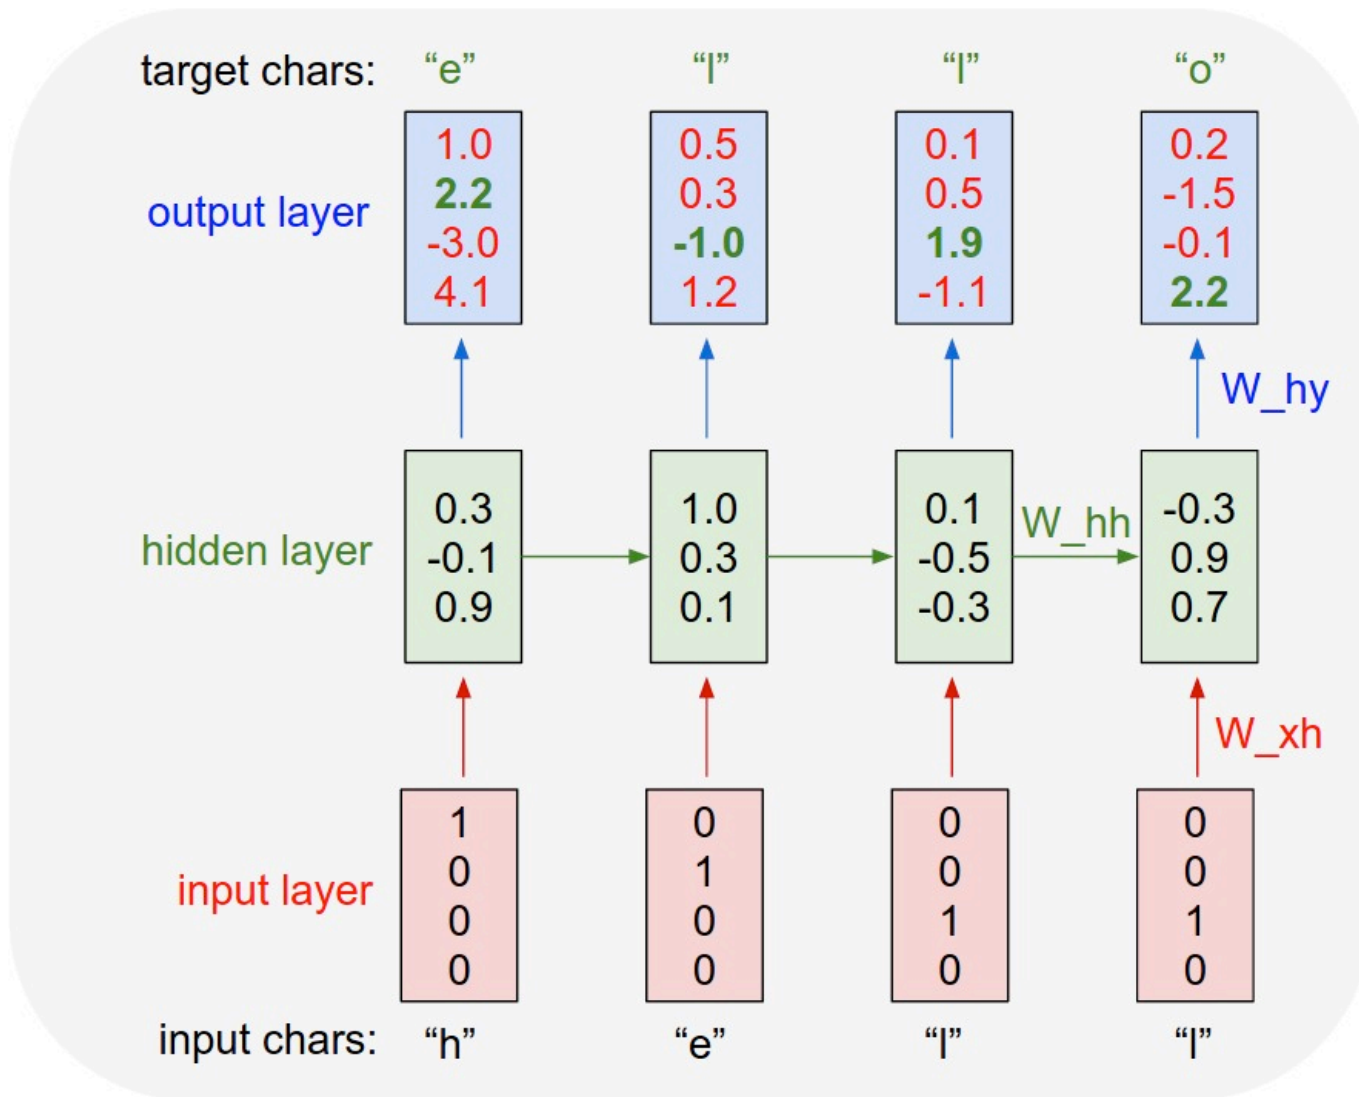 target chars: “e” “l” “l” “o”
output layer
1.0 0.5 0.1 0.2
2.2 0.3 0.5 -1.5
-3.0 -1.0 1.9 -0.1
4.1 1.2 -1.1 2.2
W_hy
hidden layer
0.3 1.0 0.1 -0.3
-0.1 0.3 -0.5 0.9
0.9 0.1 -0.3 0.7
W_hh
W_xh
input layer
1 0 0 0
0 1 0 0
0 0 1 1
0 0 0 0
input chars: “h” “e” “l” “l”